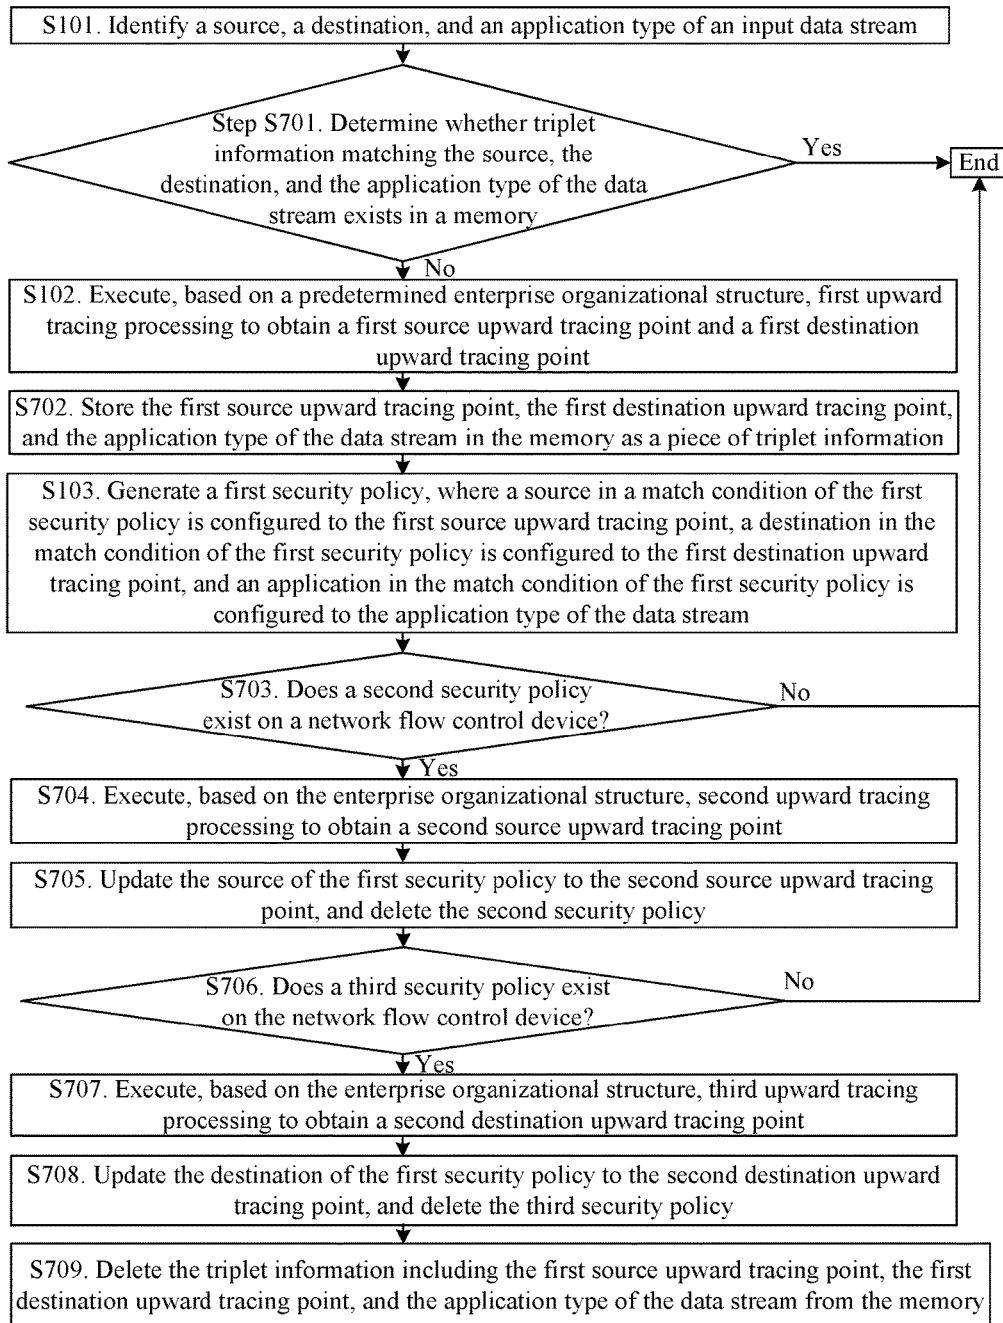 S101. Identify a source, a destination, and an application type of an input data stream
Step S701. Determine whether triplet
information matching the source, the
destination, and the application type of the data
stream exists in a memory
Yes
End
No
S102. Execute, based on a predetermined enterprise organizational structure, first upward
tracing processing to obtain a first source upward tracing point and a first destination
upward tracing point
S702. Store the first source upward tracing point, the first destination upward tracing point,
and the application type of the data stream in the memory as a piece of triplet information
S103. Generate a first security policy, where a source in a match condition of the first
security policy is configured to the first source upward tracing point, a destination in the
match condition of the first security policy is configured to the first destination upward
tracing point, and an application in the match condition of the first security policy is
configured to the application type of the data stream
S703. Does a second security policy
exist on a network flow control device?
No
Yes
S704. Execute, based on the enterprise organizational structure, second upward tracing
processing to obtain a second source upward tracing point
S705. Update the source of the first security policy to the second source upward tracing
point, and delete the second security policy
S706. Does a third security policy exist
on the network flow control device?
No
Yes
S707. Execute, based on the enterprise organizational structure, third upward tracing
processing to obtain a second destination upward tracing point
S708. Update the destination of the first security policy to the second destination upward
tracing point, and delete the third security policy
S709. Delete the triplet information including the first source upward tracing point, the first
destination upward tracing point, and the application type of the data stream from the memory